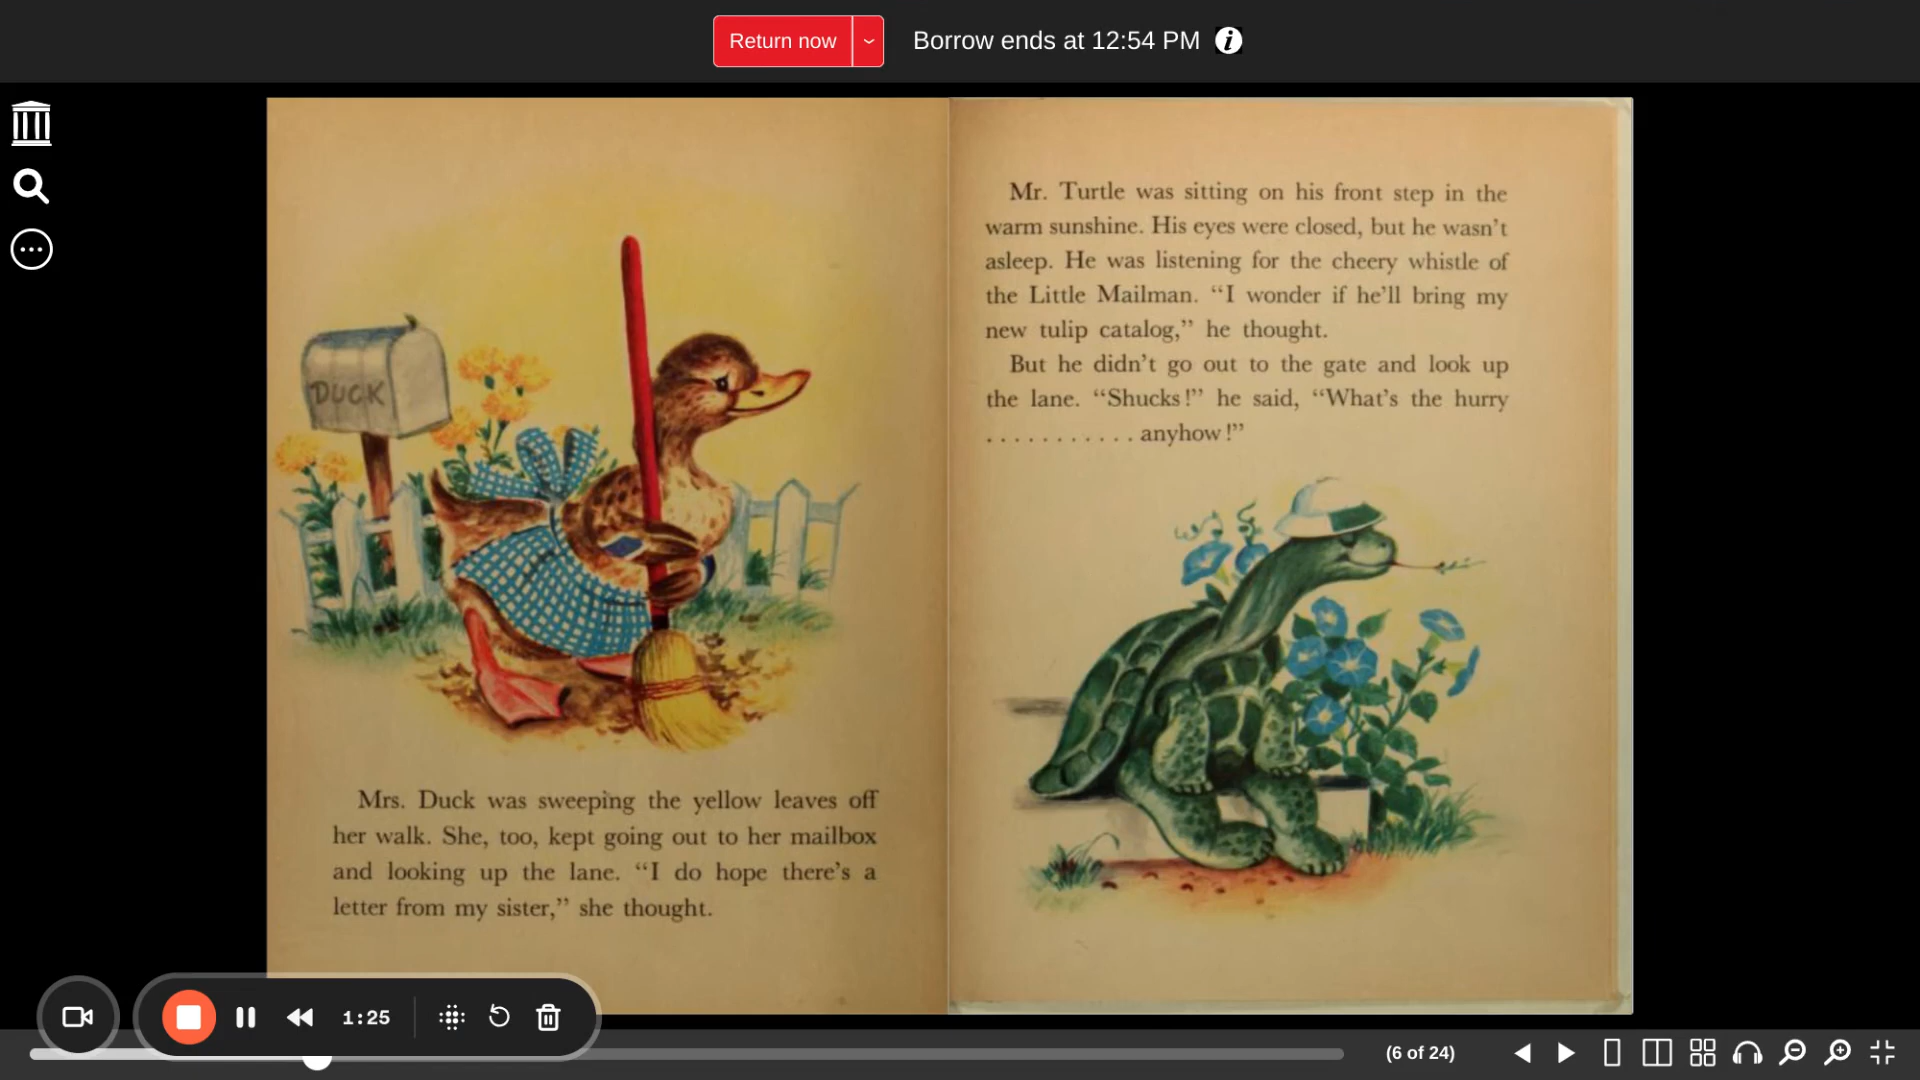 Return now
Borrow ends at 12:54 PM
DUCK
Mrs. Duck was sweeping the yellow leaves off
her walk. She, too, kept going out to her mailbox
and looking up the lane. “I do hope there’s a
letter from my sister,” she thought.
Mr. Turtle was sitting on his front step in the
warm sunshine. His eyes were closed, but he wasn’t
asleep. He was listening for the cheery whistle of
the Little Mailman. “I wonder if he’ll bring my
new tulip catalog,” he thought.
But he didn’t go out to the gate and look up
the lane. “Shucks!” he said, “What’s the hurry
. . . . . . . . . . . anyhow!”
1:25
(6 of 24)